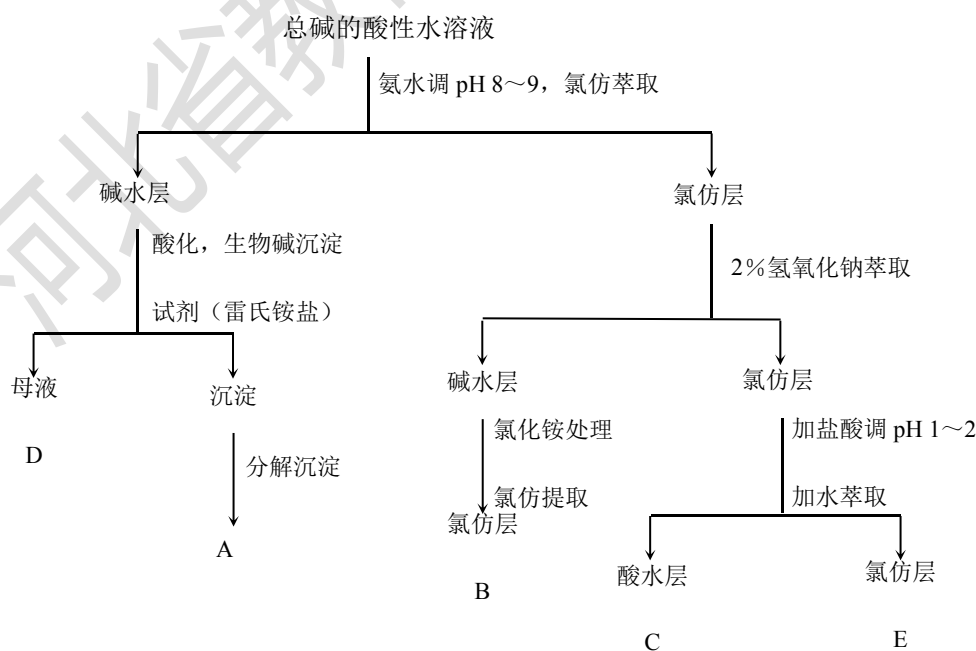 总碱的酸性水溶液
氨水调 pH 8～9，氯仿萃取
碱水层
氯仿层
酸化，生物碱沉淀
试剂（雷氏铵盐）
2％氢氧化钠萃取
母液
沉淀
碱水层
氯仿层
D
分解沉淀
氯化铵处理
氯仿提取
加盐酸调 pH 1～2
加水萃取
A
氯仿层
B
酸水层
氯仿层
C
E
河北省教